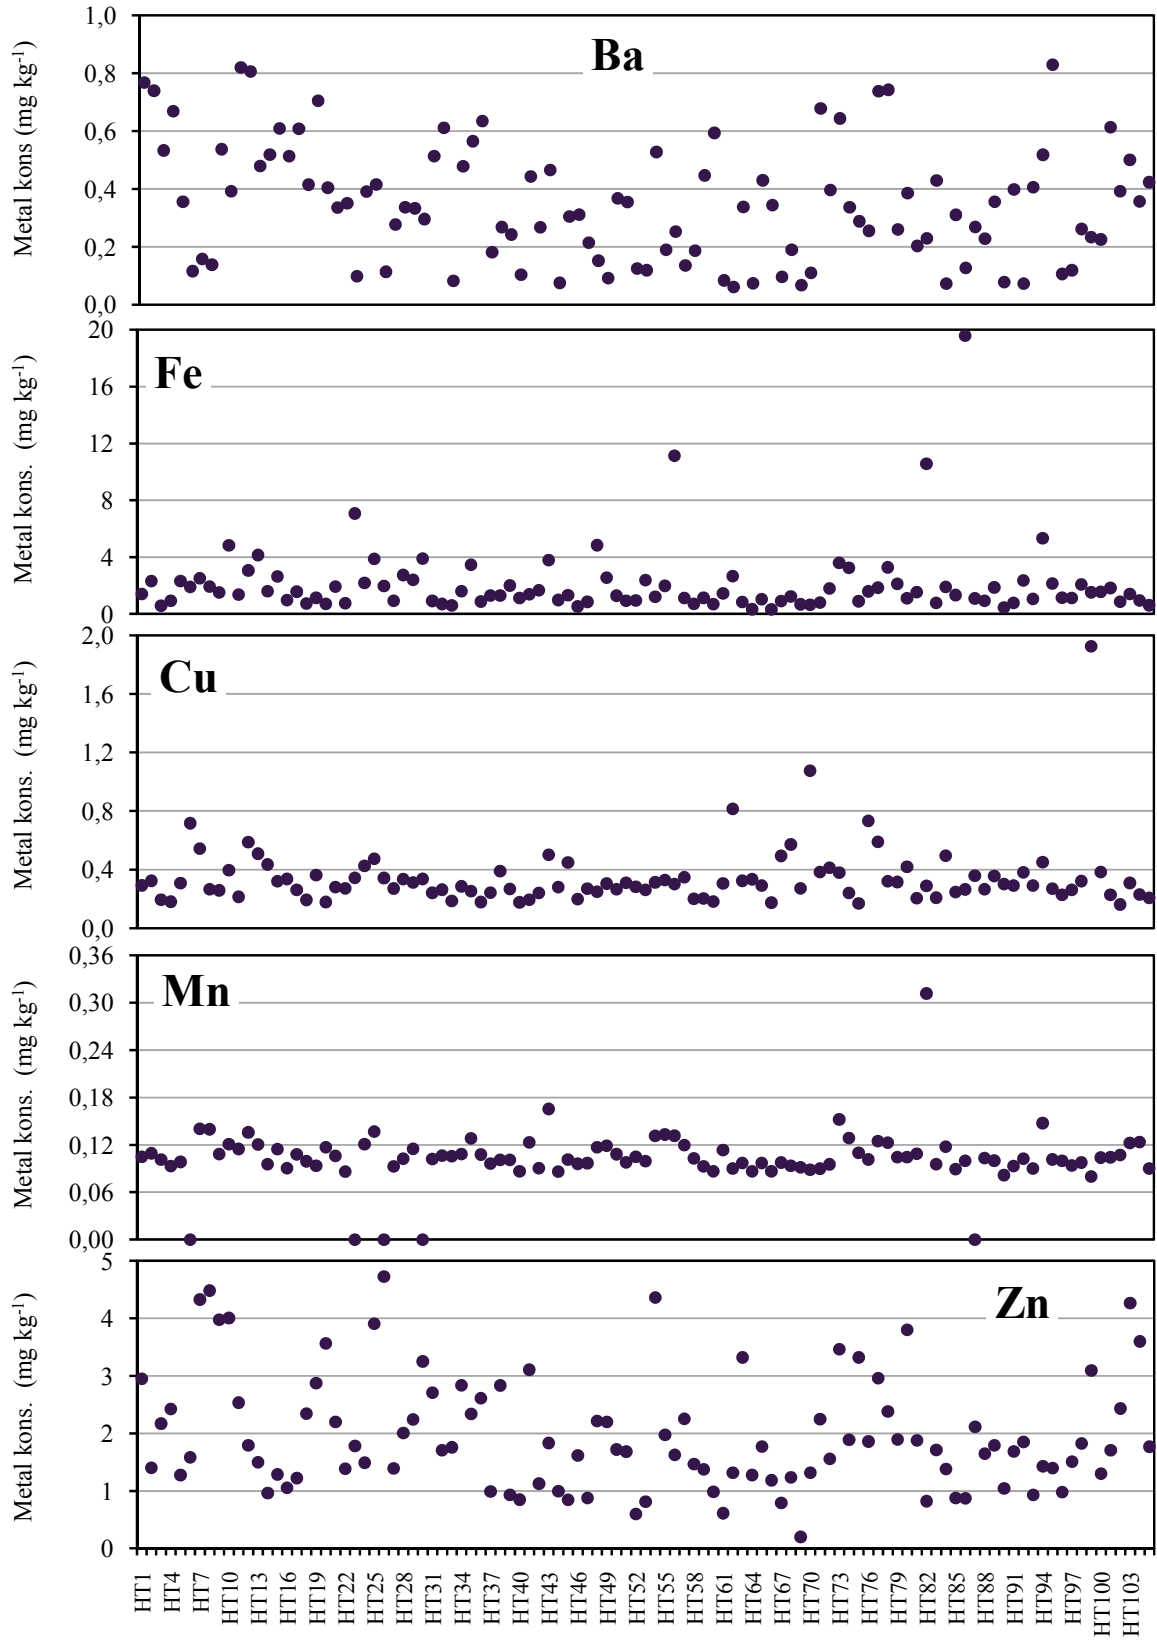 Metal kons (mg kg-1)
1,0
0,8
0,6
0,4
0,2
0,0
Ba
Metal kons. (mg kg-1)
20
16
12
8
4
0
Fe
Metal kons. (mg kg-1)
2,0
1,6
1,2
0,8
0,4
0,0
Cu
Metal kons. (mg kg-1)
0,36
0,30
0,24
0,18
0,12
0,06
0,00
Mn
Metal kons. (mg kg-1)
5
4
3
2
1
0
Zn
HT1
HT4
HT7
HT10
HT13
HT16
HT19
HT22
HT25
HT28
HT31
HT34
HT37
HT40
HT43
HT46
HT49
HT52
HT55
HT58
HT61
HT64
HT67
HT70
HT73
HT76
HT79
HT82
HT85
HT88
HT91
HT94
HT97
HT100
HT103